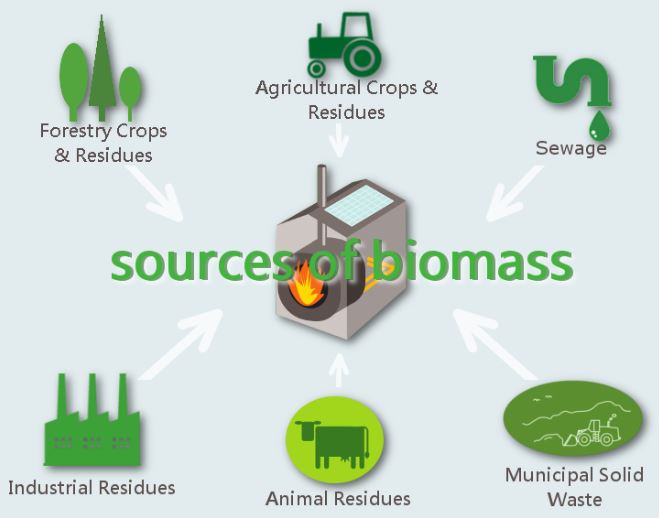 Agricultural Crops &
Residues
Forestry Crops
& Residues
Sewage
sources of biomass
Industrial Residues
Animal Residues
Municipal Solid
Waste